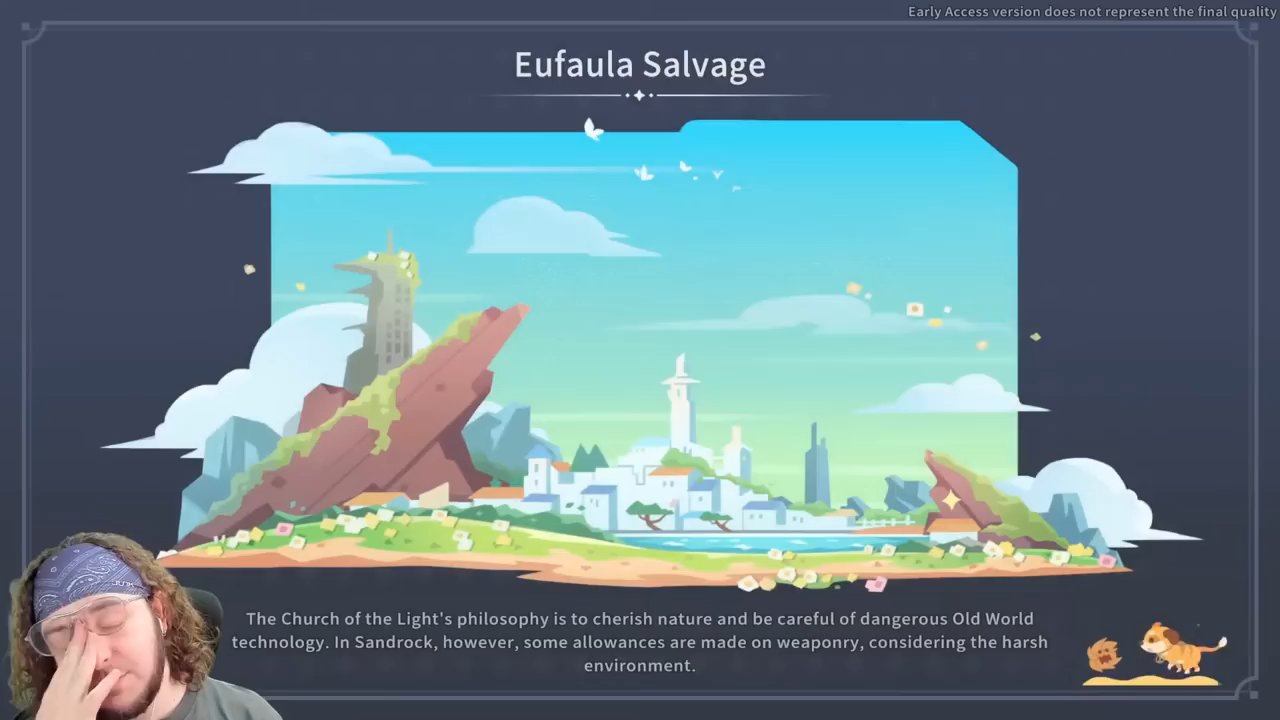 Early Access version does not represent the final quality
Eufaula Salvage
The Church of the Light's philosophy is to cherish nature and be careful of dangerous Old World
technology. In Sandrock, however, some allowances are made on weaponry, considering the harsh
environment.